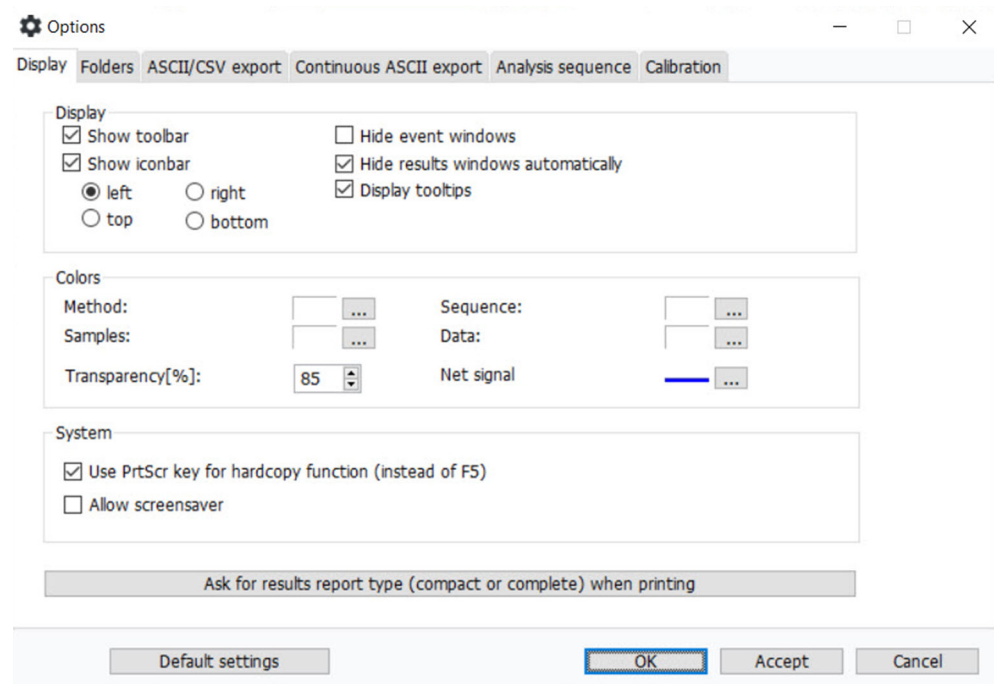 Options
Display Folders ASCII/CSV export Continuous ASCII export Analysis sequence Calibration
Display
Show toolbar Hide event windows
Show iconbar Hide results windows automatically
left right Display tooltips
top bottom
Colors
Method: ... Sequence: ...
Samples: ... Data: ...
Transparency[%]: 85 Net signal ...
System
Use PrtScr key for hardcopy function (instead of F5)
Allow screensaver
Ask for results report type (compact or complete) when printing
Default settings OK Accept Cancel